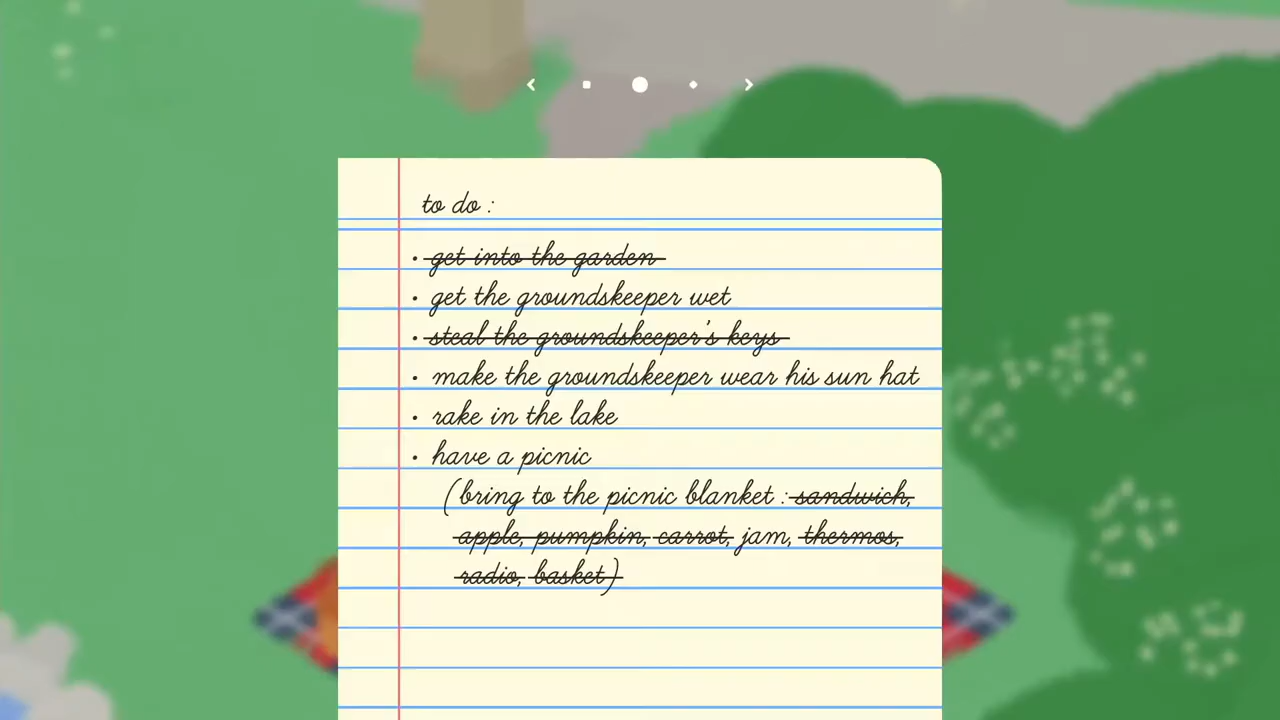 to do :
• get into the garden
• get the groundskeeper wet
• steal the groundskeeper's keys
• make the groundskeeper wear his sun hat
• rake in the lake
• have a picnic
(bring to the picnic blanket : sandwich,
apple, pumpkin, carrot, jam, thermos,
radio, basket)